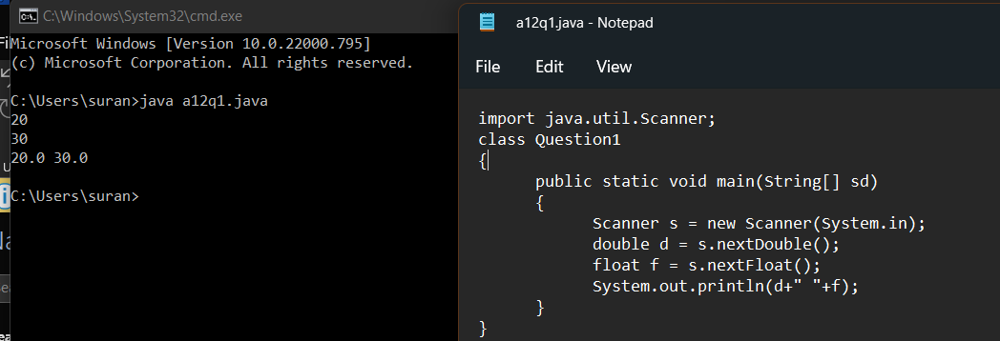 C:\Windows\System32\cmd.exe
Microsoft Windows [Version 10.0.22000.795]
(c) Microsoft Corporation. All rights reserved.
C:\Users\suran>java a12q1.java
20
30
20.0 30.0
C:\Users\suran>
a12q1.java - Notepad
File Edit View
import java.util.Scanner;
class Question1
{
public static void main(String[] sd)
{
Scanner s = new Scanner(System.in);
double d = s.nextDouble();
float f = s.nextFloat();
System.out.println(d+" "+f);
}
}